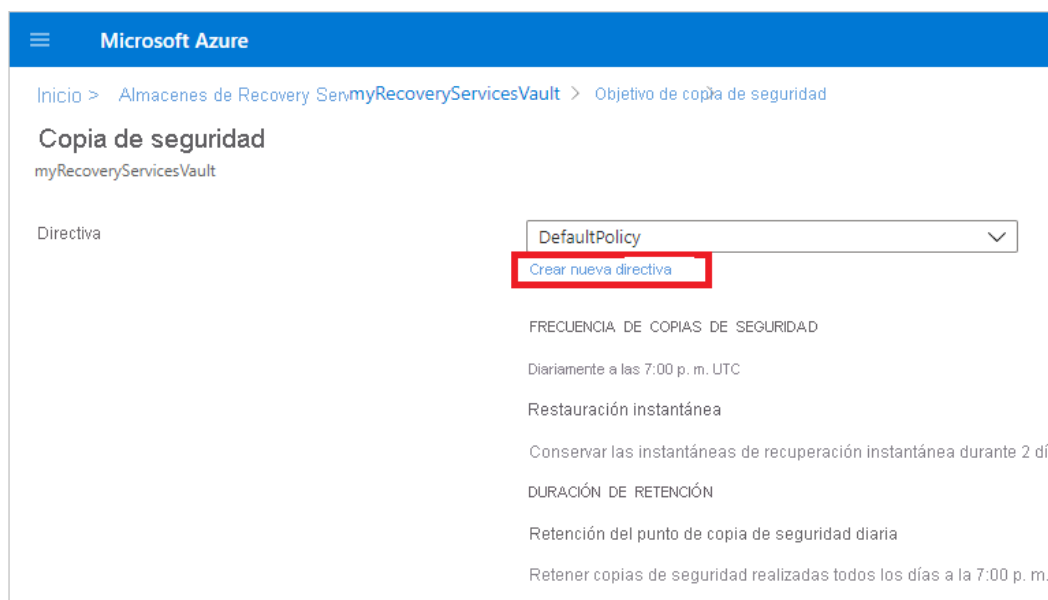 Microsoft Azure
Inicio > Almacenes de Recovery Serv myRecoveryServicesVault > Objetivo de copia de seguridad
Copia de seguridad
myRecoveryServicesVault
Directiva
DefaultPolicy
Crear nueva directiva
FRECUENCIA DE COPIAS DE SEGURIDAD
Diariamente a las 7:00 p. m. UTC
Restauración instantánea
Conservar las instantáneas de recuperación instantánea durante 2 dí
DURACIÓN DE RETENCIÓN
Retención del punto de copia de seguridad diaria
Retener copias de seguridad realizadas todos los días a la 7:00 p. m.